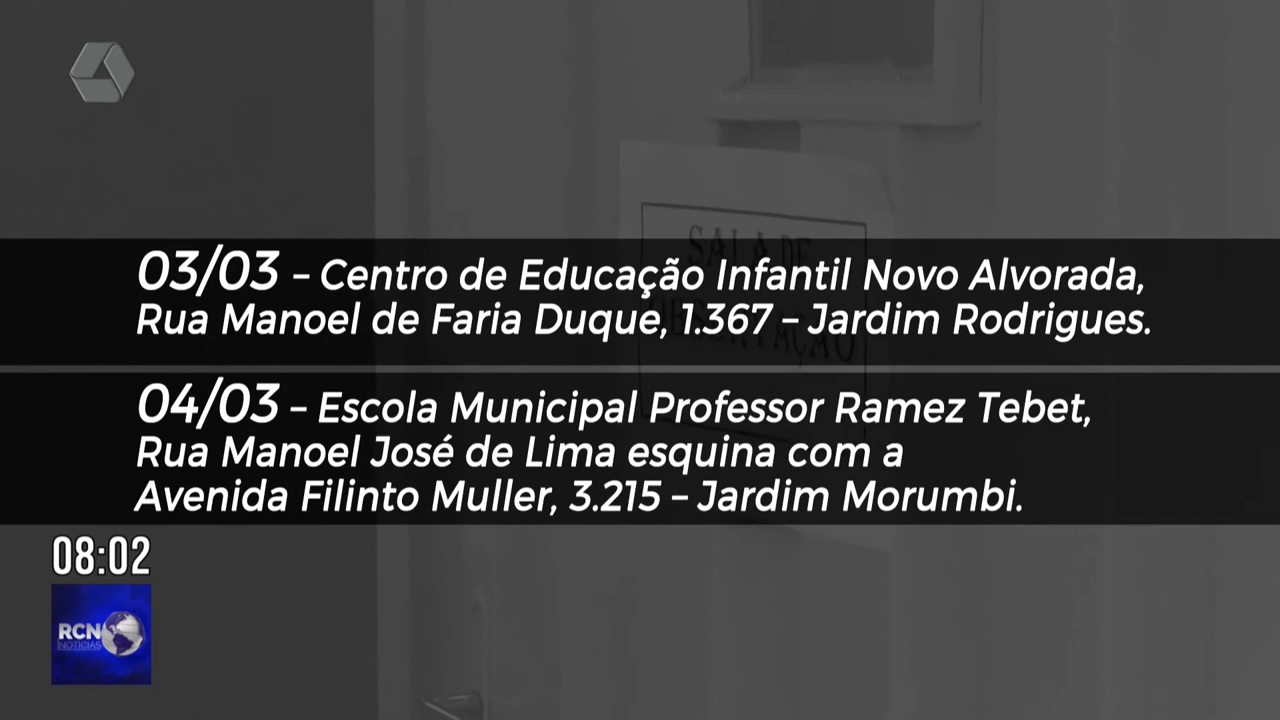 SALA DE
03/03 – Centro de Educação Infantil Novo Alvorada,
Rua Manoel de Faria Duque, 1.367 – Jardim Rodrigues.
04/03 – Escola Municipal Professor Ramez Tebet,
Rua Manoel José de Lima esquina com a
Avenida Filinto Muller, 3.215 – Jardim Morumbi.
08:02
RCN
NOTÍCIAS